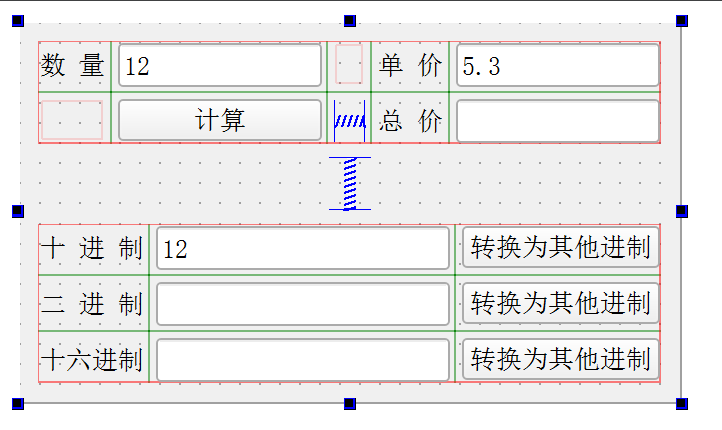 数 量 12 单 价 5.3
计算 总 价
十 进 制 12 转换为其他进制
二 进 制 转换为其他进制
十六进制 转换为其他进制